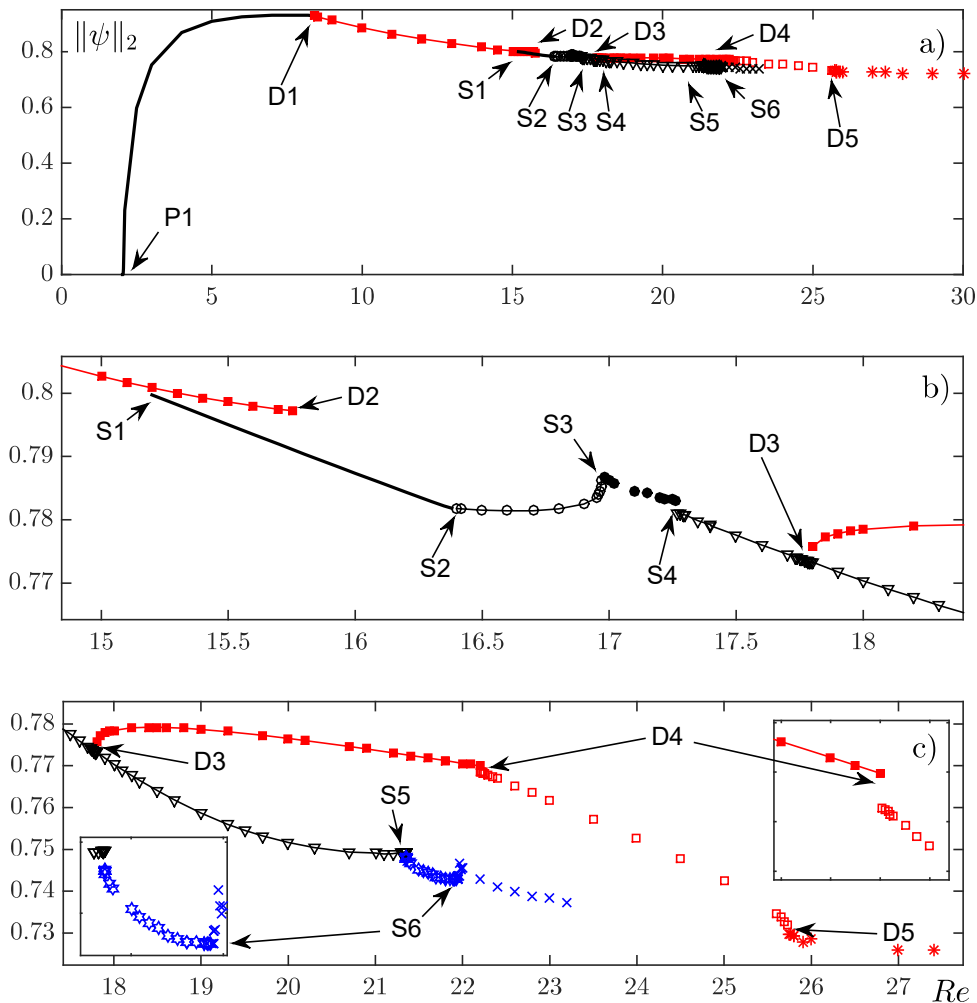 ‖ψ‖₂
a)
0.8
0.6
0.4
0.2
0
D1
D2
D3
D4
S1
S2
S3
S4
S5
S6
D5
P1
0 5 10 15 20 25 30
b)
0.8
0.79
0.78
0.77
S1
D2
S2
S3
S4
D3
15 15.5 16 16.5 17 17.5 18
c)
0.78
0.77
0.76
0.75
0.74
0.73
D3
D4
S5
S6
D5
18 19 20 21 22 23 24 25 26 27 Re